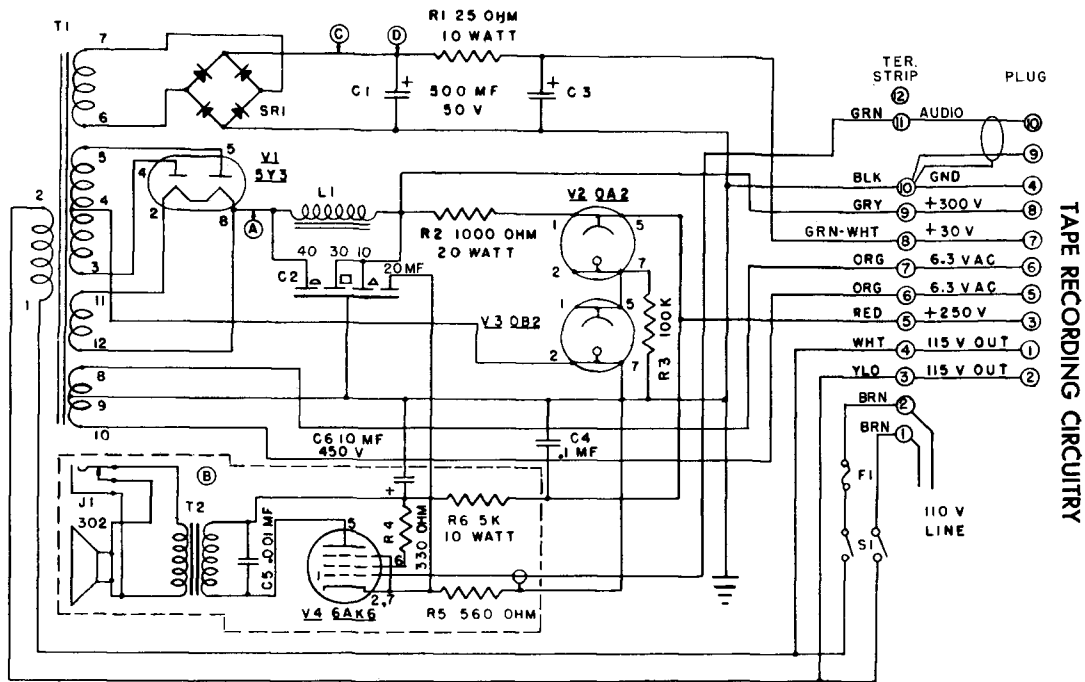 T1
7
6
5
4
3
11
12
8
9
10
2
1
SR1
C
D
R1 25 OHM
10 WATT
C1
+
500 MF
50 V
+
C3
V1
5Y3
4
5
2
8
A
L1
R2 1000 OHM
20 WATT
C2
40
30
10
20 MF
V2 OA2
1
5
2
7
V3 OB2
1
5
2
7
R3 100K
C6 10 MF
450 V
+
C4
.1 MF
B
J1
302
T2
C5 .001 MF
R4
330 OHM
R6 5K
10 WATT
5
6
1
2,7
V4 6AK6
R5 560 OHM
TER.
STRIP
PLUG
12
GRN 11 AUDIO 10
9
BLK 10 GND 4
GRY 9 +300 V 8
GRN-WHT 8 +30 V 7
ORG 7 6.3 VAC 6
ORG 6 6.3 VAC 5
RED 5 +250 V 3
WHT 4 115 V OUT 1
YLO 3 115 V OUT 2
BRN 2
BRN 1
F1
S1
110 V
LINE
TAPE RECORDING CIRCUITRY